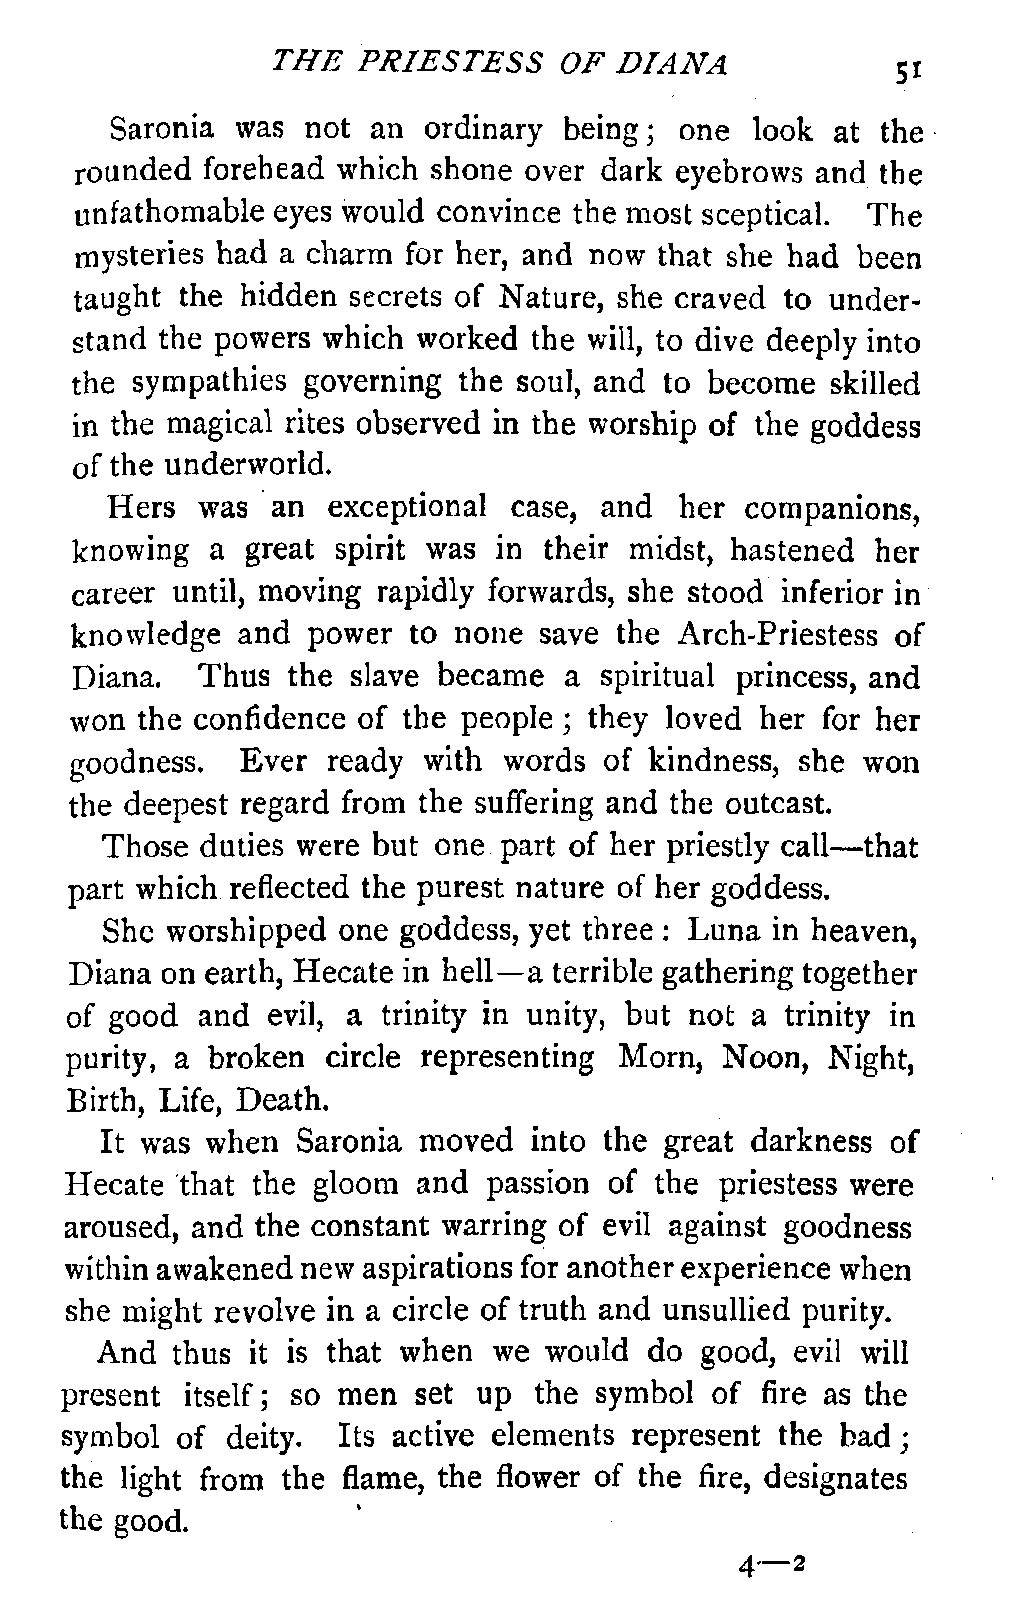 THE PRIESTESS OF DIANA 51
Saronia was not an ordinary being; one look at the
rounded forehead which shone over dark eyebrows and the
unfathomable eyes would convince the most sceptical. The
mysteries had a charm for her, and now that she had been
taught the hidden secrets of Nature, she craved to under-
stand the powers which worked the will, to dive deeply into
the sympathies governing the soul, and to become skilled
in the magical rites observed in the worship of the goddess
of the underworld.
Hers was an exceptional case, and her companions,
knowing a great spirit was in their midst, hastened her
career until, moving rapidly forwards, she stood inferior in
knowledge and power to none save the Arch-Priestess of
Diana. Thus the slave became a spiritual princess, and
won the confidence of the people; they loved her for her
goodness. Ever ready with words of kindness, she won
the deepest regard from the suffering and the outcast.
Those duties were but one part of her priestly call—that
part which reflected the purest nature of her goddess.
She worshipped one goddess, yet three: Luna in heaven,
Diana on earth, Hecate in hell—a terrible gathering together
of good and evil, a trinity in unity, but not a trinity in
purity, a broken circle representing Morn, Noon, Night,
Birth, Life, Death.
It was when Saronia moved into the great darkness of
Hecate that the gloom and passion of the priestess were
aroused, and the constant warring of evil against goodness
within awakened new aspirations for another experience when
she might revolve in a circle of truth and unsullied purity.
And thus it is that when we would do good, evil will
present itself; so men set up the symbol of fire as the
symbol of deity. Its active elements represent the bad;
the light from the flame, the flower of the fire, designates
the good.
4—2